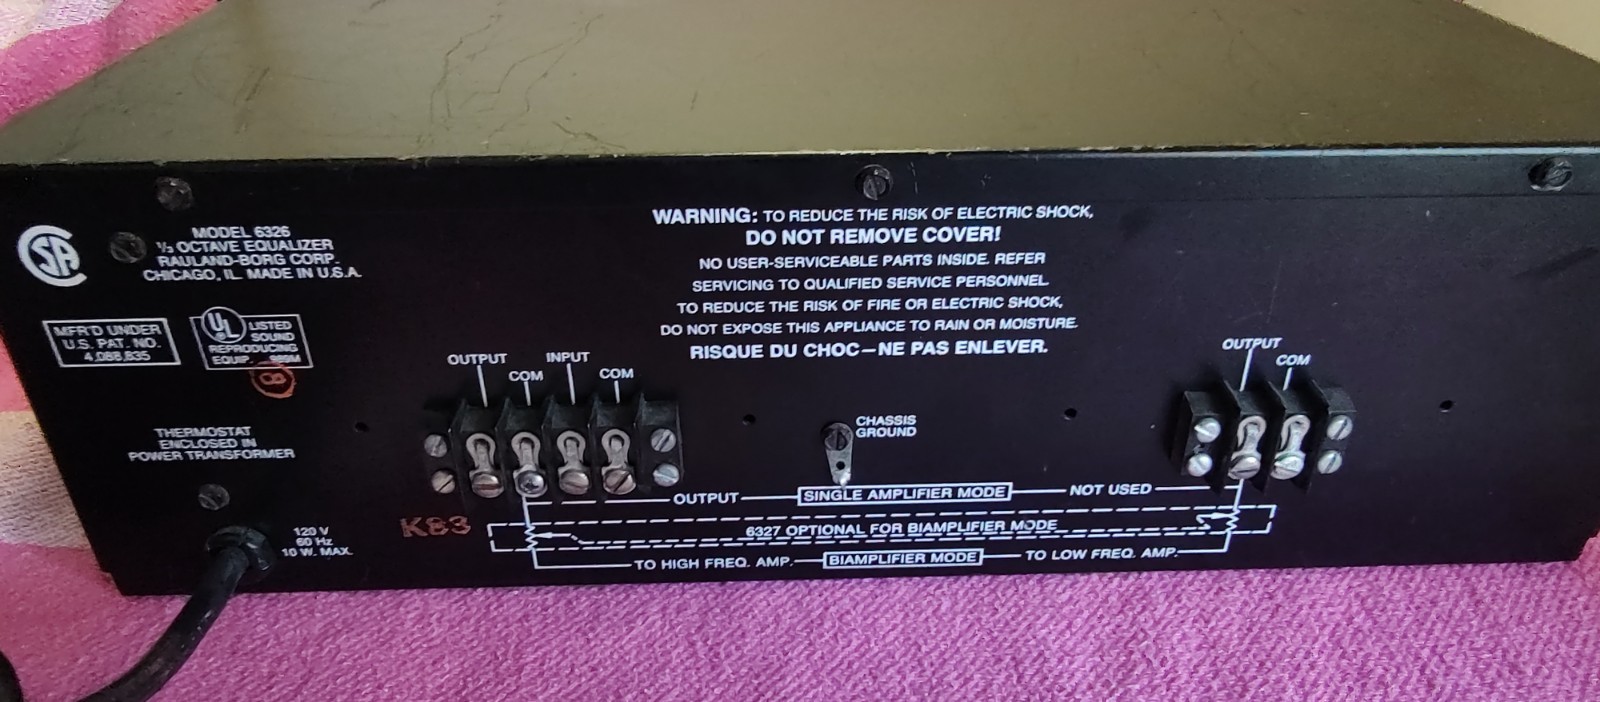 SA
MODEL 6326
⅓ OCTAVE EQUALIZER
RAULAND-BORG CORP.
CHICAGO, IL. MADE IN U.S.A.
MFR'D UNDER
U.S. PAT. NO.
4,088,835
UL LISTED
SOUND
REPRODUCING
EQUIP. 989M
THERMOSTAT
ENCLOSED IN
POWER TRANSFORMER
120 V
60 Hz
10 W. MAX.
K83
WARNING: TO REDUCE THE RISK OF ELECTRIC SHOCK,
DO NOT REMOVE COVER!
NO USER-SERVICEABLE PARTS INSIDE. REFER
SERVICING TO QUALIFIED SERVICE PERSONNEL.
TO REDUCE THE RISK OF FIRE OR ELECTRIC SHOCK,
DO NOT EXPOSE THIS APPLIANCE TO RAIN OR MOISTURE.
RISQUE DU CHOC—NE PAS ENLEVER.
OUTPUT
COM
INPUT
COM
CHASSIS
GROUND
OUTPUT
COM
OUTPUT SINGLE AMPLIFIER MODE NOT USED
6327 OPTIONAL FOR BIAMPLIFIER MODE
TO HIGH FREQ. AMP. BIAMPLIFIER MODE TO LOW FREQ. AMP.